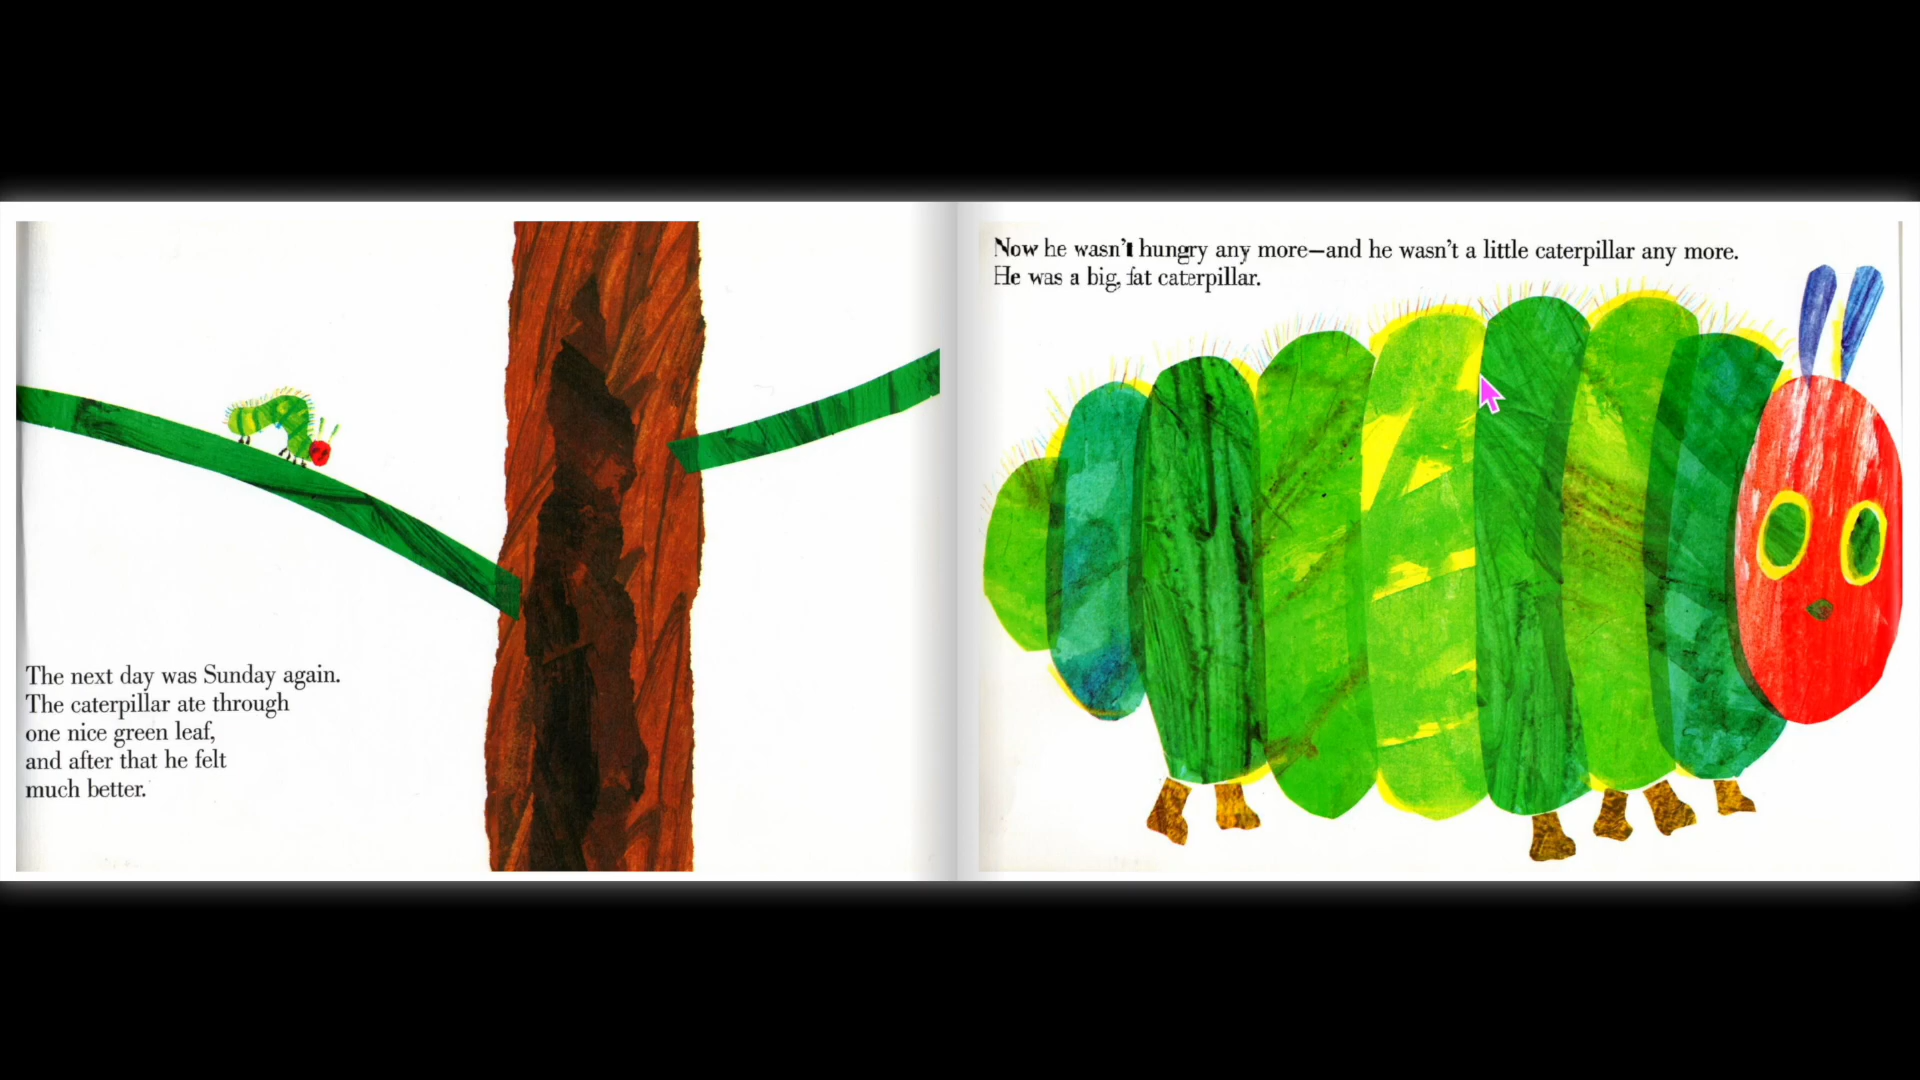 The next day was Sunday again.
The caterpillar ate through
one nice green leaf,
and after that he felt
much better.
Now he wasn't hungry any more—and he wasn't a little caterpillar any more.
He was a big, fat caterpillar.